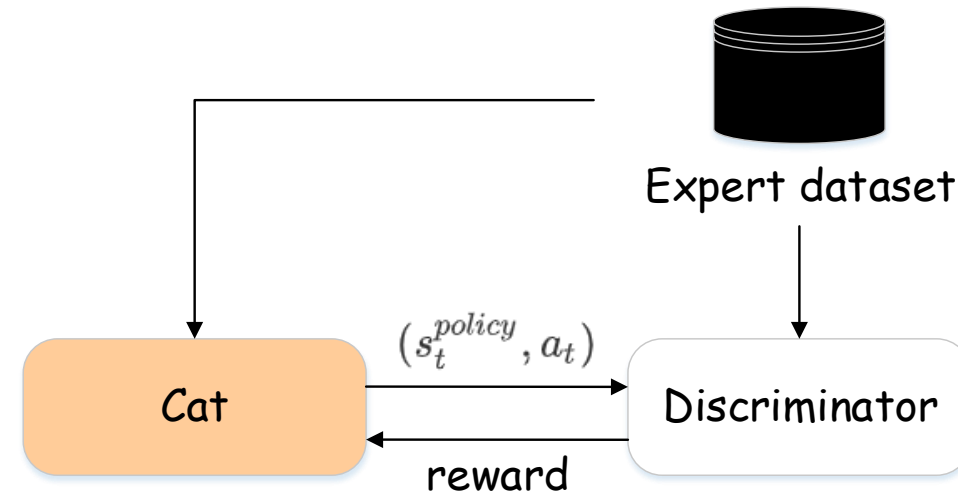 Expert dataset
$(s_t^{policy}, a_t)$
Cat
Discriminator
reward